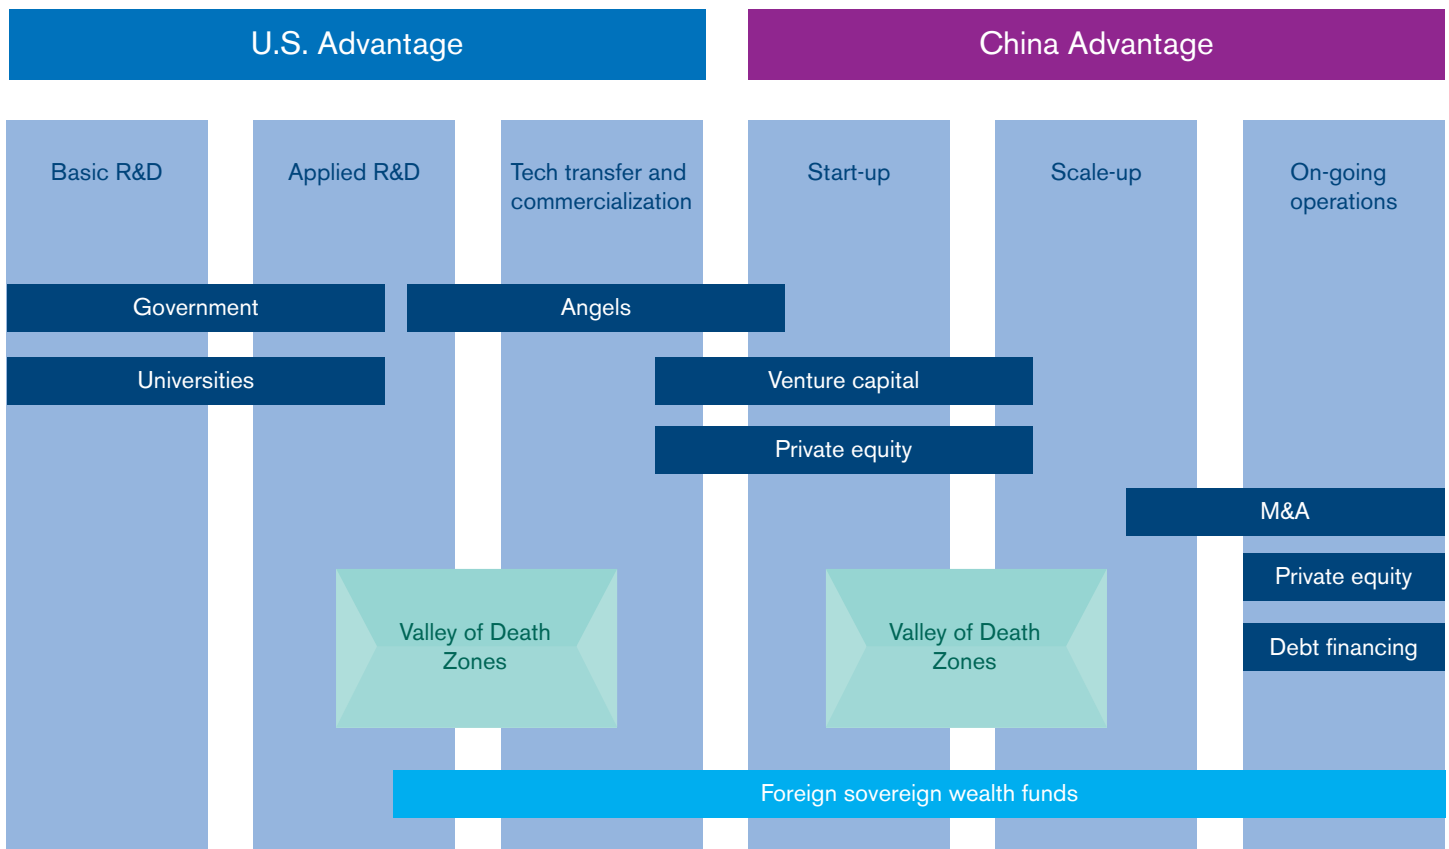 U.S. Advantage
China Advantage
Basic R&D
Applied R&D
Tech transfer and
commercialization
Start-up
Scale-up
On-going
operations
Government
Angels
Universities
Venture capital
Private equity
M&A
Private equity
Valley of Death
Zones
Valley of Death
Zones
Debt financing
Foreign sovereign wealth funds